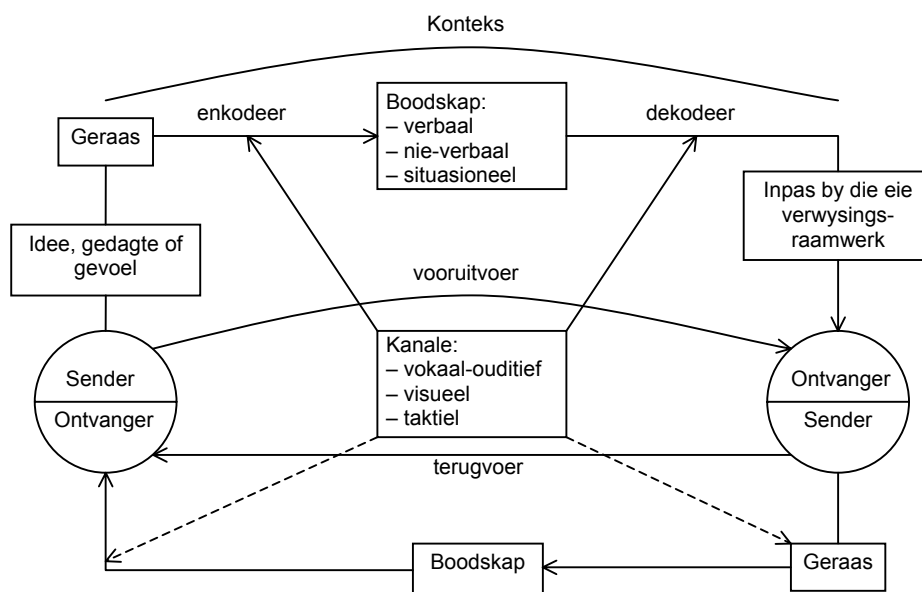 Konteks
enkodeer
Boodskap:
– verbaal
– nie-verbaal
– situasioneel
dekodeer
Geraas
Inpas by die eie
verwysings-
raamwerk
Idee, gedagte of
gevoel
vooruitvoer
Kanale:
– vokaal-ouditief
– visueel
– taktiel
Sender
Ontvanger
Ontvanger
Sender
terugvoer
Boodskap
Geraas